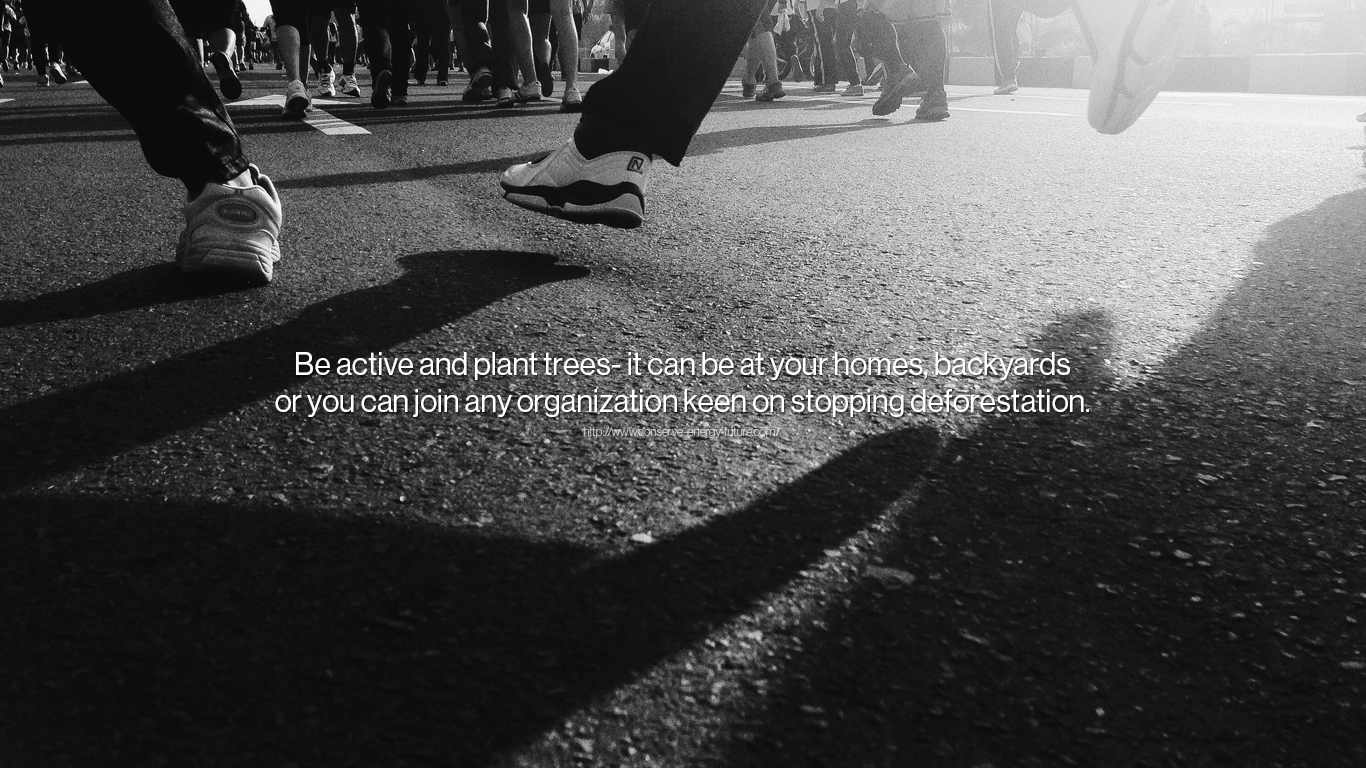 Be active and plant trees- it can be at your homes, backyards
or you can join any organization keen on stopping deforestation.
http://www.conserve-energy-future.com/
N